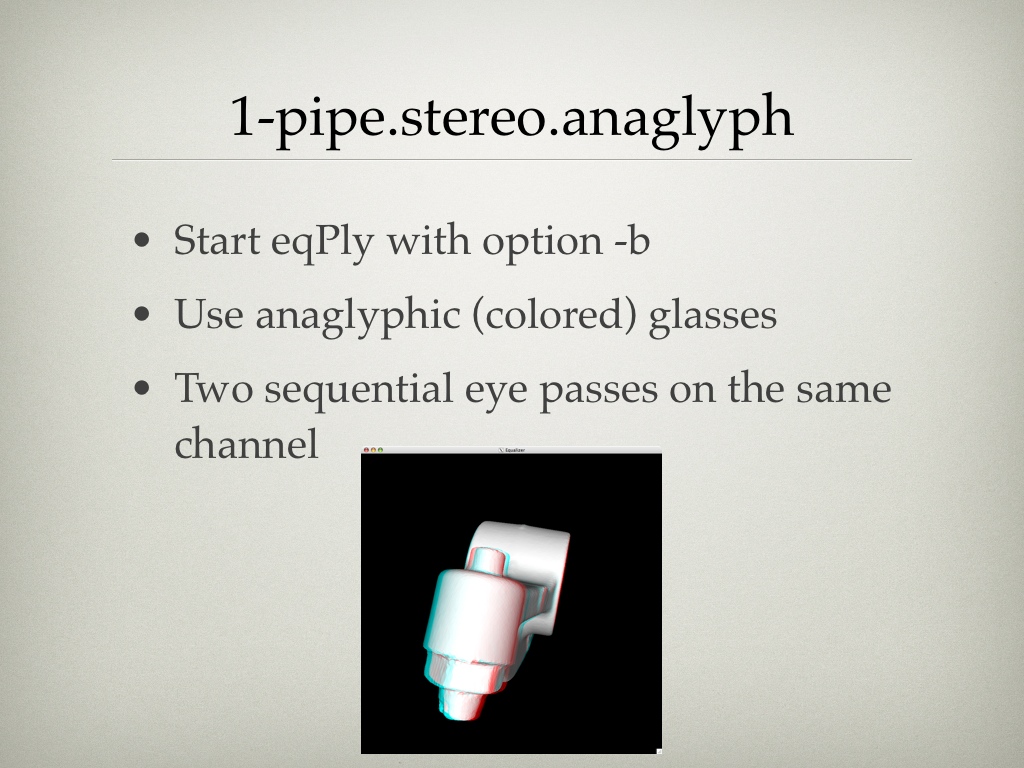 1-pipe.stereo.anaglyph
• Start eqPly with option -b
• Use anaglyphic (colored) glasses
• Two sequential eye passes on the same
channel
Equalizer